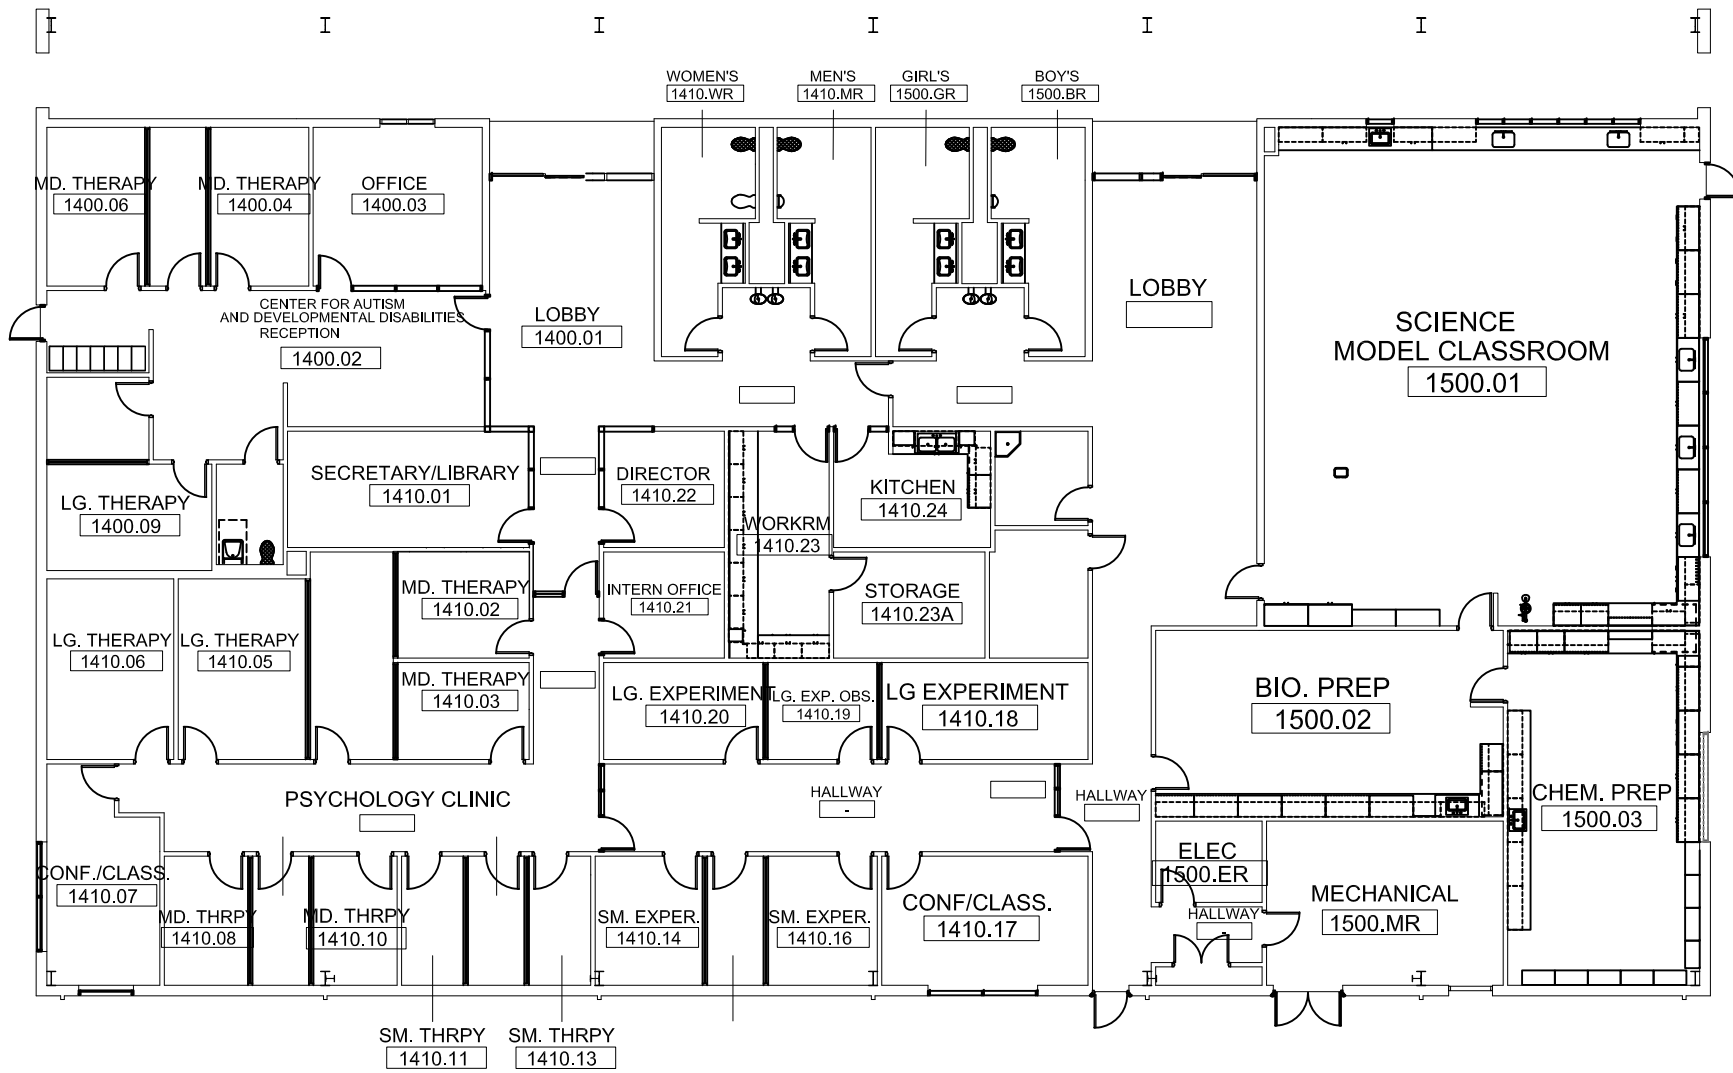 WOMEN'S
1410.WR
MEN'S
1410.MR
GIRL'S
1500.GR
BOY'S
1500.BR
MD. THERAPY
1400.06
MD. THERAPY
1400.04
OFFICE
1400.03
CENTER FOR AUTISM
AND DEVELOPMENTAL DISABILITIES
RECEPTION
1400.02
LOBBY
1400.01
LOBBY
SCIENCE
MODEL CLASSROOM
1500.01
LG. THERAPY
1400.09
SECRETARY/LIBRARY
1410.01
DIRECTOR
1410.22
WORKRM
1410.23
KITCHEN
1410.24
MD. THERAPY
1410.02
INTERN OFFICE
1410.21
STORAGE
1410.23A
LG. THERAPY
1410.06
LG. THERAPY
1410.05
MD. THERAPY
1410.03
LG. EXPERIMENT
1410.20
LG. EXP. OBS.
1410.19
LG EXPERIMENT
1410.18
BIO. PREP
1500.02
PSYCHOLOGY CLINIC
HALLWAY
-
HALLWAY
CHEM. PREP
1500.03
CONF./CLASS.
1410.07
MD. THRPY
1410.08
MD. THRPY
1410.10
SM. EXPER.
1410.14
SM. EXPER.
1410.16
CONF/CLASS.
1410.17
ELEC
1500.ER
HALLWAY
-
MECHANICAL
1500.MR
SM. THRPY
1410.11
SM. THRPY
1410.13